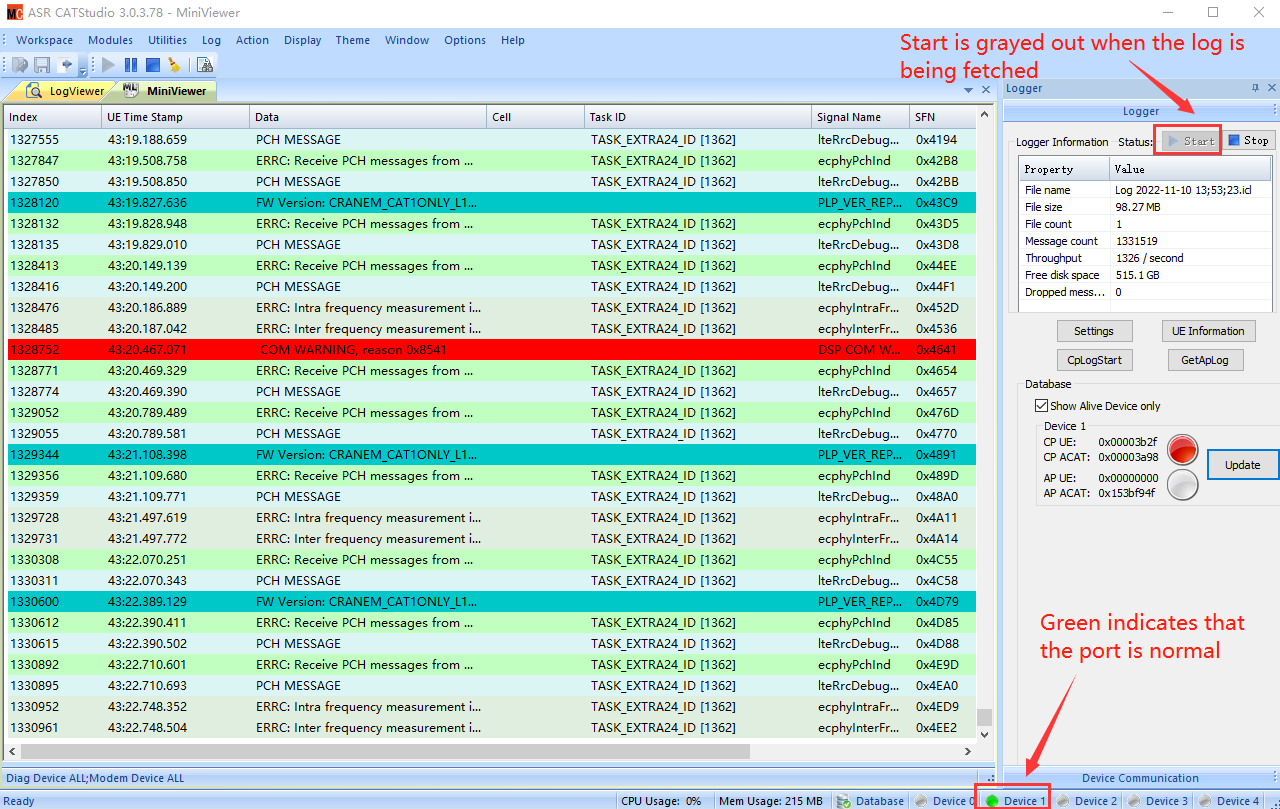 ASR CATStudio 3.0.3.78 - MiniViewer
Workspace Modules Utilities Log Action Display Theme Window Options Help
Start is grayed out when the log is
being fetched
LogViewer MiniViewer
Index UE Time Stamp Data Cell Task ID Signal Name SFN
1327555 43:19.188.659 PCH MESSAGE TASK_EXTRA24_ID [1362] lteRrcDebug... 0x4194
1327847 43:19.508.758 ERRC: Receive PCH messages from ... TASK_EXTRA24_ID [1362] ecphyPchInd 0x42B8
1327850 43:19.508.850 PCH MESSAGE TASK_EXTRA24_ID [1362] lteRrcDebug... 0x42BB
1328120 43:19.827.636 FW Version: CRANEM_CAT1ONLY_L1... PLP_VER_REP... 0x43C9
1328132 43:19.828.948 ERRC: Receive PCH messages from ... TASK_EXTRA24_ID [1362] ecphyPchInd 0x43D5
1328135 43:19.829.010 PCH MESSAGE TASK_EXTRA24_ID [1362] lteRrcDebug... 0x43D8
1328413 43:20.149.139 ERRC: Receive PCH messages from ... TASK_EXTRA24_ID [1362] ecphyPchInd 0x44EE
1328416 43:20.149.200 PCH MESSAGE TASK_EXTRA24_ID [1362] lteRrcDebug... 0x44F1
1328476 43:20.186.889 ERRC: Intra frequency measurement i... TASK_EXTRA24_ID [1362] ecphyIntraFr... 0x452D
1328485 43:20.187.042 ERRC: Inter frequency measurement i... TASK_EXTRA24_ID [1362] ecphyInterFr... 0x4536
1328752 43:20.467.071 COM WARNING, reason 0x8541 DSP COM W... 0x4641
1328771 43:20.469.329 ERRC: Receive PCH messages from ... TASK_EXTRA24_ID [1362] ecphyPchInd 0x4654
1328774 43:20.469.390 PCH MESSAGE TASK_EXTRA24_ID [1362] lteRrcDebug... 0x4657
1329052 43:20.789.489 ERRC: Receive PCH messages from ... TASK_EXTRA24_ID [1362] ecphyPchInd 0x476D
1329055 43:20.789.581 PCH MESSAGE TASK_EXTRA24_ID [1362] lteRrcDebug... 0x4770
1329344 43:21.108.398 FW Version: CRANEM_CAT1ONLY_L1... PLP_VER_REP... 0x4891
1329356 43:21.109.680 ERRC: Receive PCH messages from ... TASK_EXTRA24_ID [1362] ecphyPchInd 0x489D
1329359 43:21.109.771 PCH MESSAGE TASK_EXTRA24_ID [1362] lteRrcDebug... 0x48A0
1329728 43:21.497.619 ERRC: Intra frequency measurement i... TASK_EXTRA24_ID [1362] ecphyIntraFr... 0x4A11
1329731 43:21.497.772 ERRC: Inter frequency measurement i... TASK_EXTRA24_ID [1362] ecphyInterFr... 0x4A14
1330308 43:22.070.251 ERRC: Receive PCH messages from ... TASK_EXTRA24_ID [1362] ecphyPchInd 0x4C55
1330311 43:22.070.343 PCH MESSAGE TASK_EXTRA24_ID [1362] lteRrcDebug... 0x4C58
1330600 43:22.389.129 FW Version: CRANEM_CAT1ONLY_L1... PLP_VER_REP... 0x4D79
1330612 43:22.390.411 ERRC: Receive PCH messages from ... TASK_EXTRA24_ID [1362] ecphyPchInd 0x4D85
1330615 43:22.390.502 PCH MESSAGE TASK_EXTRA24_ID [1362] lteRrcDebug... 0x4D88
1330892 43:22.710.601 ERRC: Receive PCH messages from ... TASK_EXTRA24_ID [1362] ecphyPchInd 0x4E9D
1330895 43:22.710.693 PCH MESSAGE TASK_EXTRA24_ID [1362] lteRrcDebug... 0x4EA0
1330952 43:22.748.352 ERRC: Intra frequency measurement i... TASK_EXTRA24_ID [1362] ecphyIntraFr... 0x4ED9
1330961 43:22.748.504 ERRC: Inter frequency measurement i... TASK_EXTRA24_ID [1362] ecphyInterFr... 0x4EE2
Logger
Logger
Logger Information Status: Start Stop
Property Value
File name Log 2022-11-10 13;53;23.icl
File size 98.27 MB
File count 1
Message count 1331519
Throughput 1326 / second
Free disk space 515.1 GB
Dropped mess... 0
Settings UE Information
CpLogStart GetApLog
Database
Show Alive Device only
Device 1
CP UE: 0x00003b2f
CP ACAT: 0x00003a98
AP UE: 0x00000000
AP ACAT: 0x153bf94f
Update
Green indicates that
the port is normal
Diag Device ALL;Modem Device ALL
Device Communication
Ready CPU Usage: 0% Mem Usage: 215 MB Database Device 0 Device 1 Device 2 Device 3 Device 4